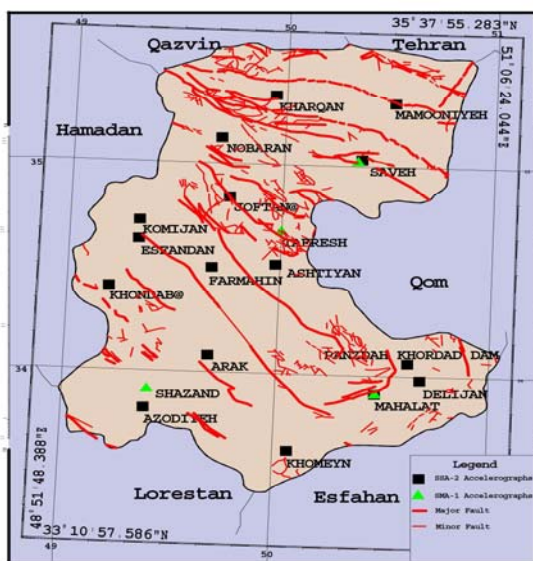 49
50
35°37'55.283"N
51
Qazvin
Tehran
51°06'24.044"E
KHARQAN
MAMOONIYEH
Hamadan
NOBARAN
35
SAVEH
JOFTAN@
KOMIJAN
TAFRESH
ESFANDAN
ASHTIYAN
FARMAHIN
Qom
KHONDAB@
PANZDAH KHORDAD DAM
ARAK
34
DELIJAN
SHAZAND
MAHALAT
AZODIYEH
KHOMEYN
48°51'48.388"E
Lorestan
Esfahan
33°10'57.586"N
49
50
Legend
SSA-2 Accelerographs
SMA-1 Accelerographs
Major Fault
Minor Fault